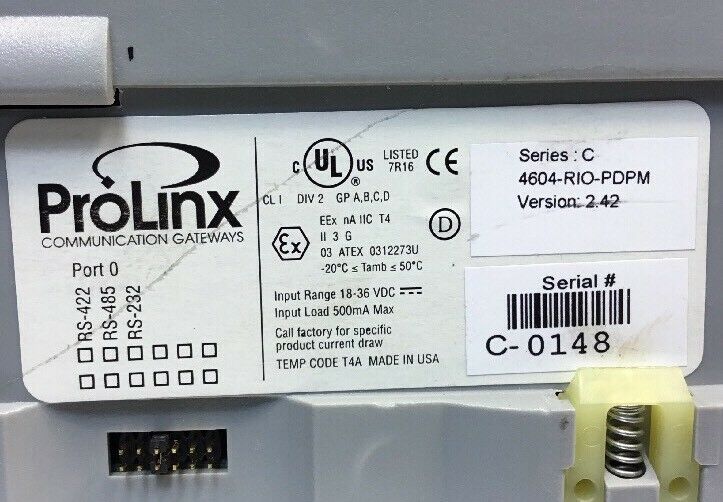 ProLinx
COMMUNICATION GATEWAYS
Port 0
RS-422
RS-485
RS-232
C UL US LISTED 7R16 CE
®
CL I DIV 2 GP A,B,C,D
Ex
EEx nA IIC T4
II 3 G
03 ATEX 0312273U
-20°C ≤ Tamb ≤ 50°C
D
Input Range 18-36 VDC
Input Load 500mA Max
Call factory for specific
product current draw
TEMP CODE T4A MADE IN USA
Series : C
4604-RIO-PDPM
Version: 2.42
Serial #
C-0148